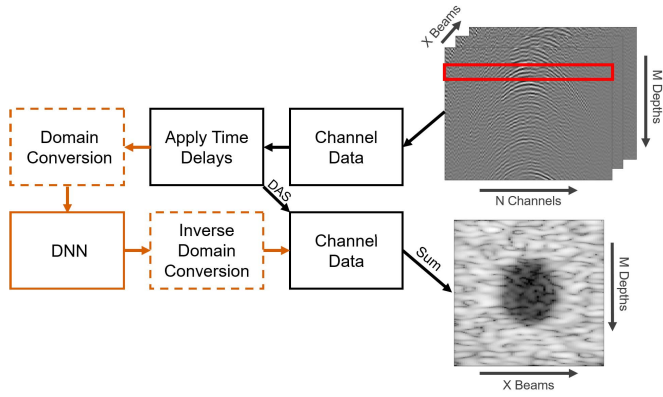 X Beams
M Depths
N Channels
Domain
Conversion
Apply Time
Delays
Channel
Data
DAS
DNN
Inverse
Domain
Conversion
Channel
Data
Sum
M Depths
X Beams